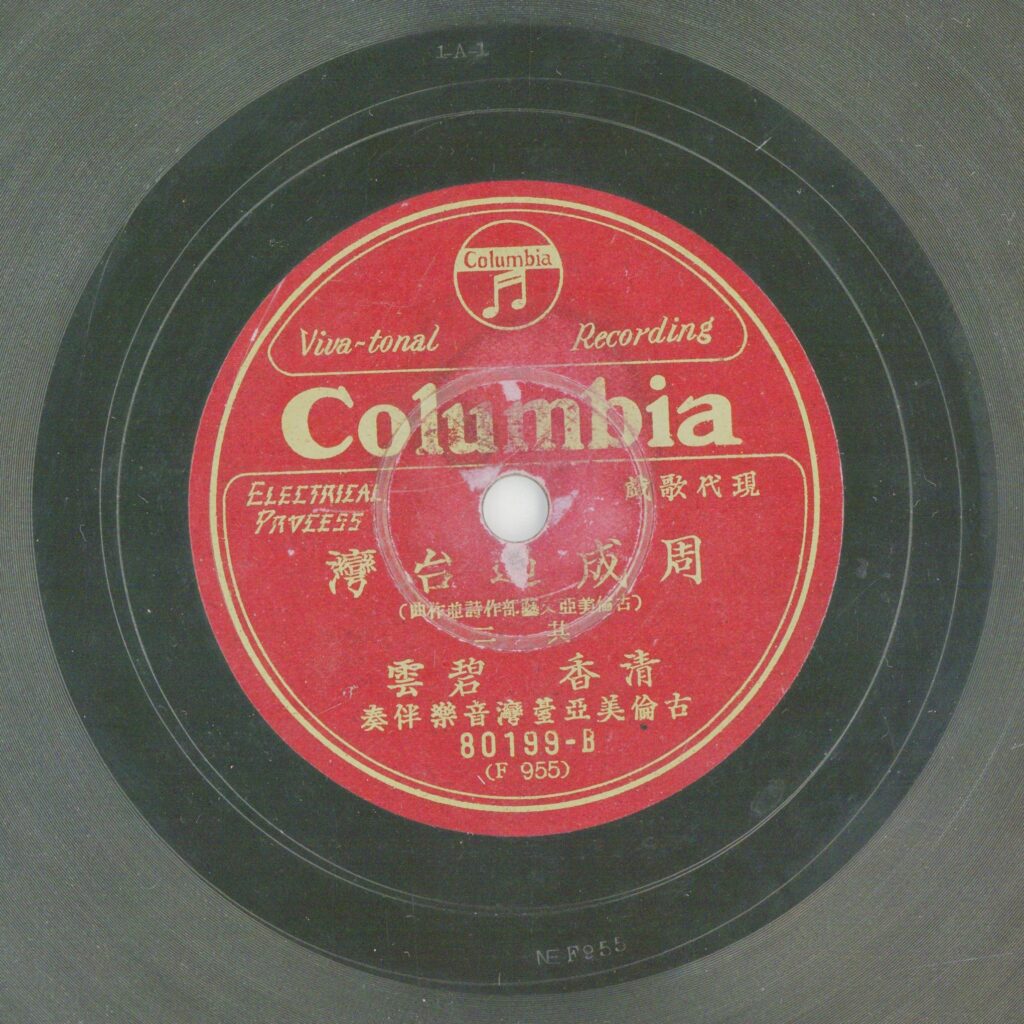 1-A-1
Columbia
Viva-tonal Recording
Columbia
ELECTRICAL
PROCESS
現代歌戲
周成過台灣
(古倫美亞文藝部作詩並作曲)
其二
清香 碧雲
古倫美亞臺灣音樂伴奏
80199-B
(F 955)
NE F955